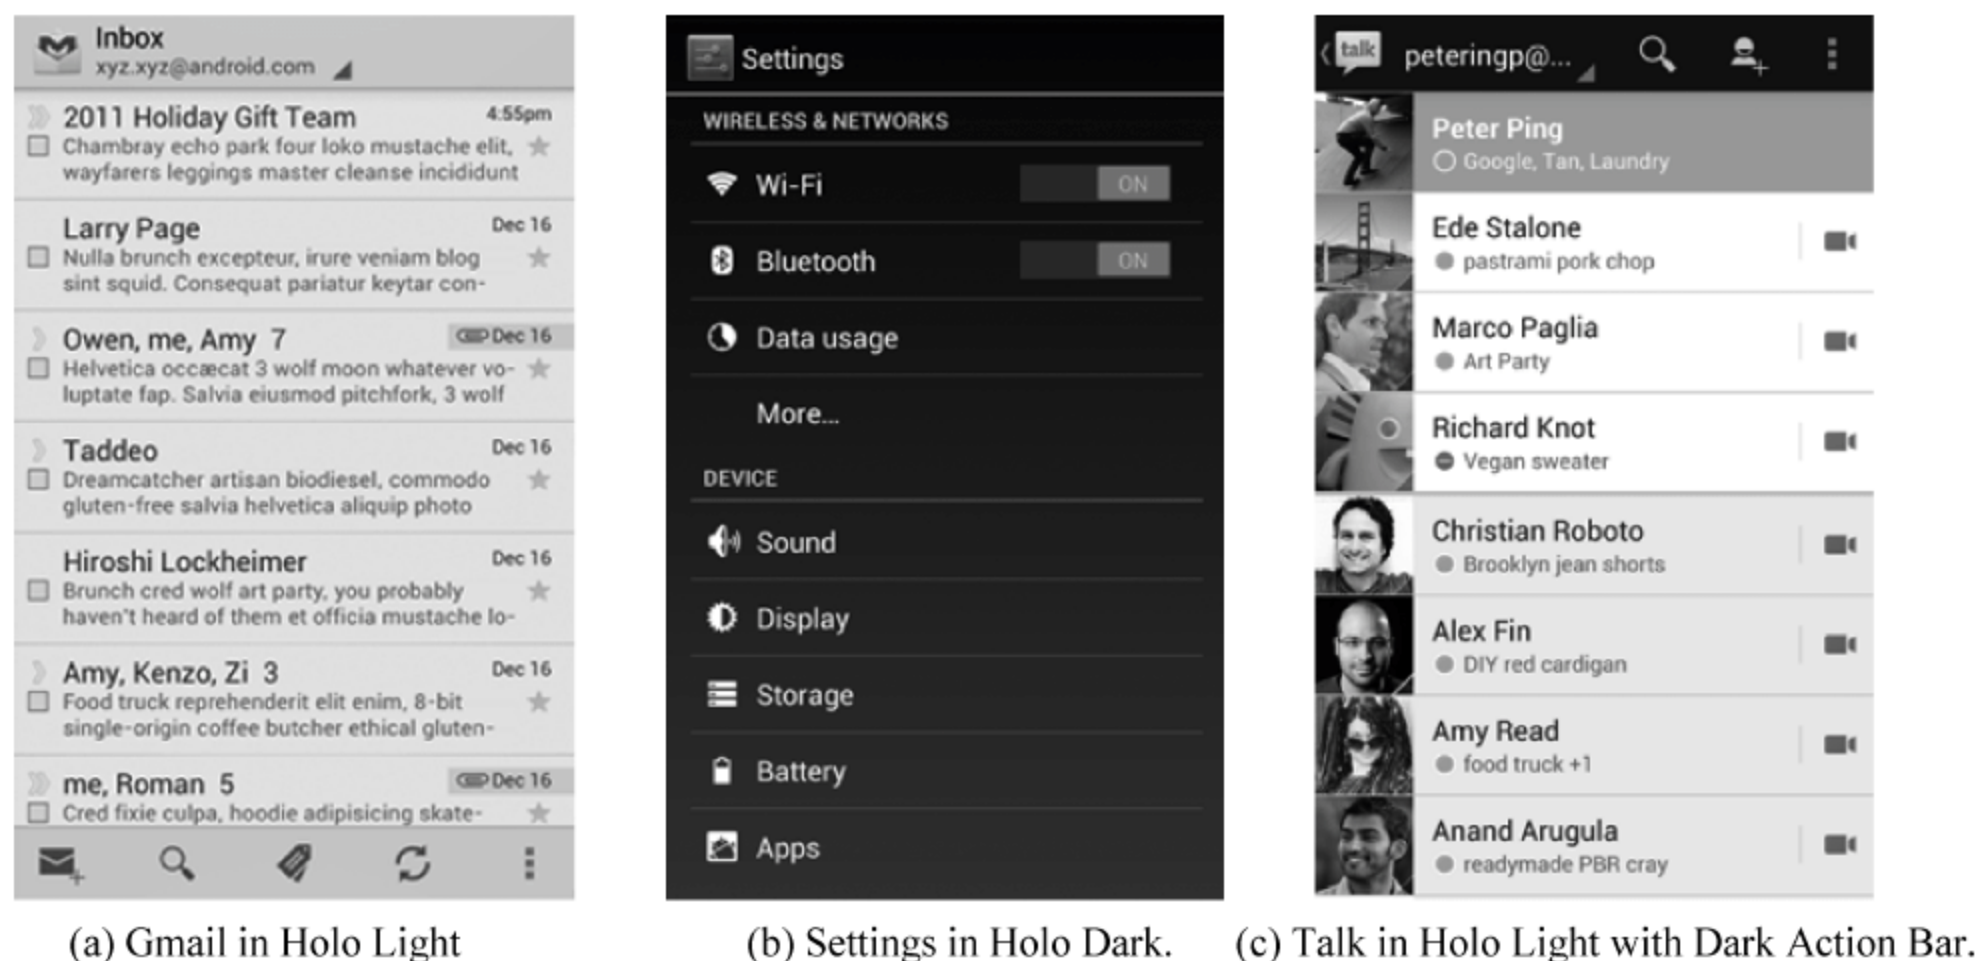 Inbox
xyz.xyz@android.com
2011 Holiday Gift Team 4:55pm
Chambray echo park four loko mustache elit,
wayfarers leggings master cleanse incididunt
Larry Page Dec 16
Nulla brunch excepteur, irure veniam blog
sint squid. Consequat pariatur keytar con-
Owen, me, Amy 7 Dec 16
Helvetica occæcat 3 wolf moon whatever vo-
luptate fap. Salvia eiusmod pitchfork, 3 wolf
Taddeo Dec 16
Dreamcatcher artisan biodiesel, commodo
gluten-free salvia helvetica aliquip photo
Hiroshi Lockheimer Dec 16
Brunch cred wolf art party, you probably
haven't heard of them et officia mustache lo-
Amy, Kenzo, Zi 3 Dec 16
Food truck reprehenderit elit enim, 8-bit
single-origin coffee butcher ethical gluten-
me, Roman 5 Dec 16
Cred fixie culpa, hoodie adipisicing skate-
(a) Gmail in Holo Light
Settings
WIRELESS & NETWORKS
Wi-Fi ON
Bluetooth ON
Data usage
More...
DEVICE
Sound
Display
Storage
Battery
Apps
(b) Settings in Holo Dark.
talk peteringp@...
Peter Ping
Google, Tan, Laundry
Ede Stalone
pastrami pork chop
Marco Paglia
Art Party
Richard Knot
Vegan sweater
Christian Roboto
Brooklyn jean shorts
Alex Fin
DIY red cardigan
Amy Read
food truck +1
Anand Arugula
readymade PBR cray
(c) Talk in Holo Light with Dark Action Bar.